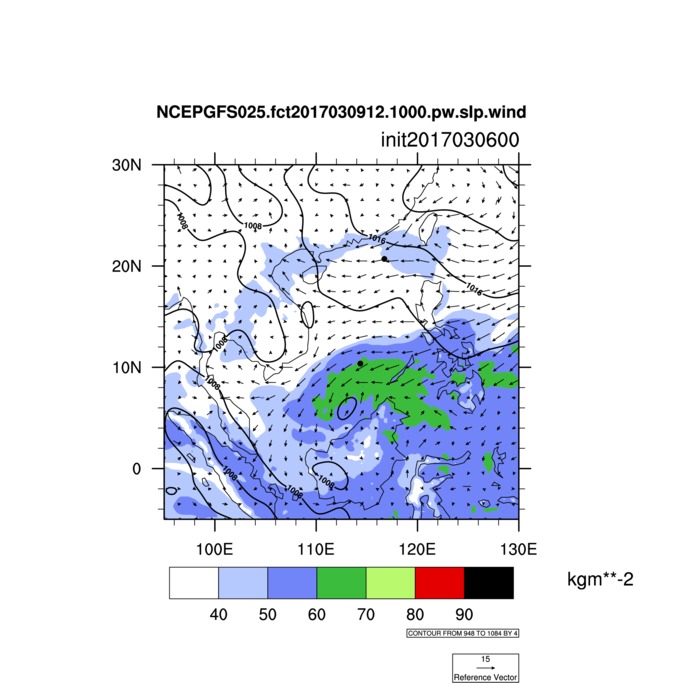 NCEPGFS025.fct2017030912.1000.pw.slp.wind
init2017030600
30N
1008
1008
1016
20N
1016
1008
10N
1008
0
1008
1008
1008
100E 110E 120E 130E
kgm**-2
40 50 60 70 80 90
CONTOUR FROM 948 TO 1084 BY 4
15
Reference Vector